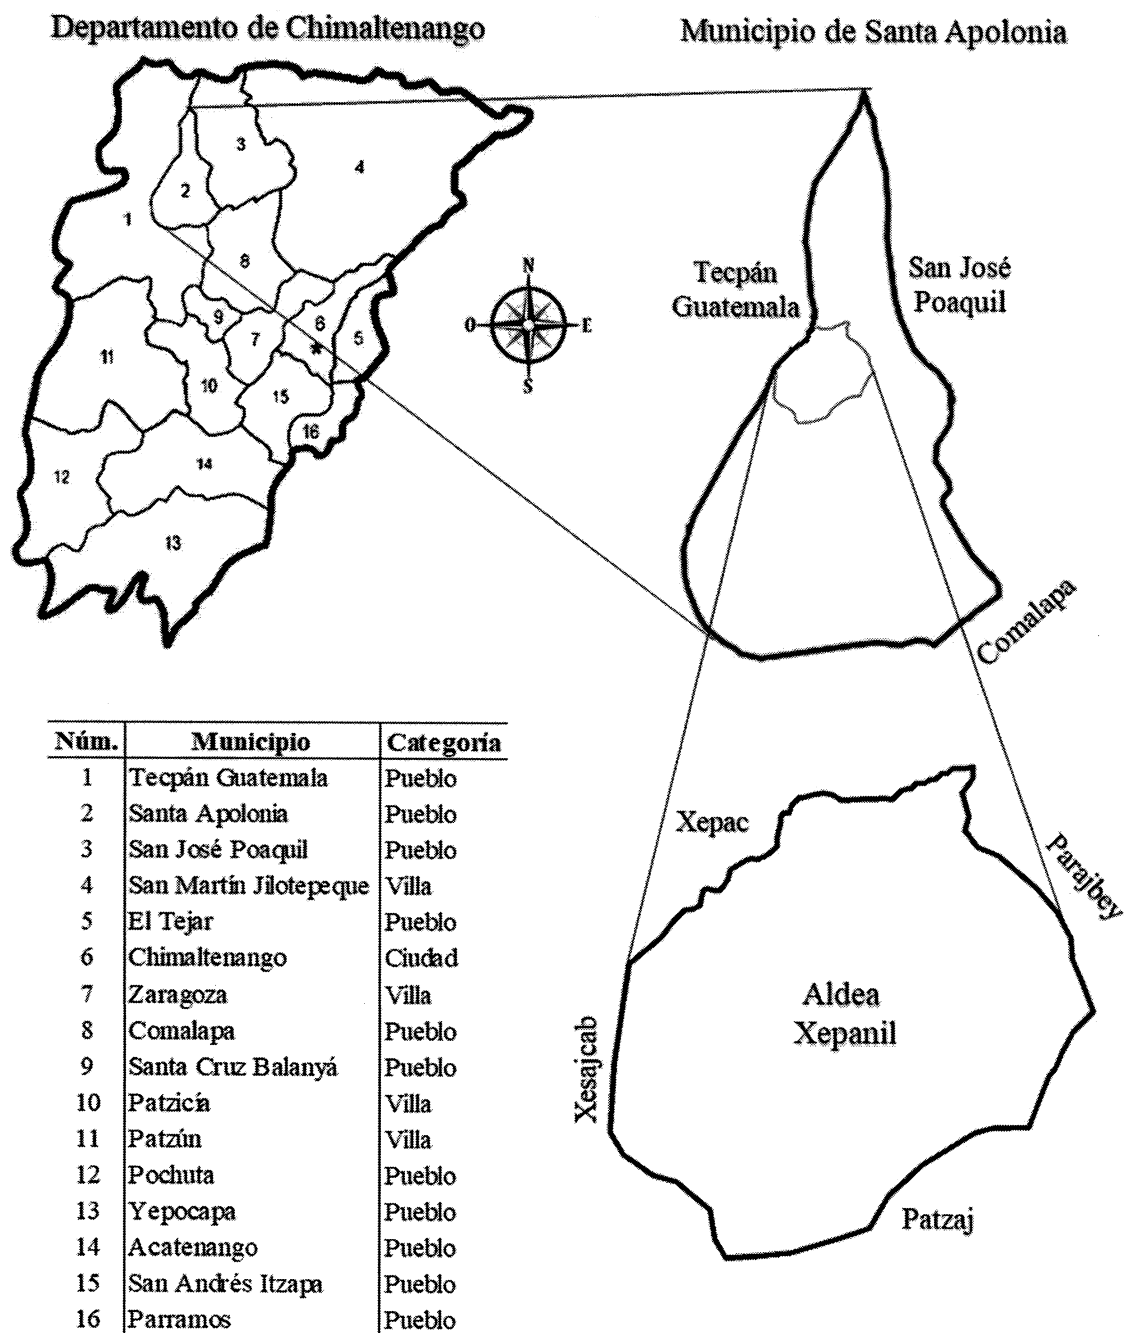 Departamento de Chimaltenango
Municipio de Santa Apolonia
3
4
2
1
8
9
6
7
5
11
10
15
16
12
14
13
*
N
O
E
S
Tecpán
Guatemala
San José
Poaquil
Comalapa
Núm. Municipio Categoría
1 Tecpán Guatemala Pueblo
2 Santa Apolonia Pueblo
3 San José Poaquil Pueblo
4 San Martín Jilotepeque Villa
5 El Tejar Pueblo
6 Chimaltenango Ciudad
7 Zaragoza Villa
8 Comalapa Pueblo
9 Santa Cruz Balanyá Pueblo
10 Patzicía Villa
11 Patzún Villa
12 Pochuta Pueblo
13 Yepocapa Pueblo
14 Acatenango Pueblo
15 San Andrés Itzapa Pueblo
16 Parramos Pueblo
Xepac
Parajbey
Aldea
Xepanil
Xesajcab
Patzaj